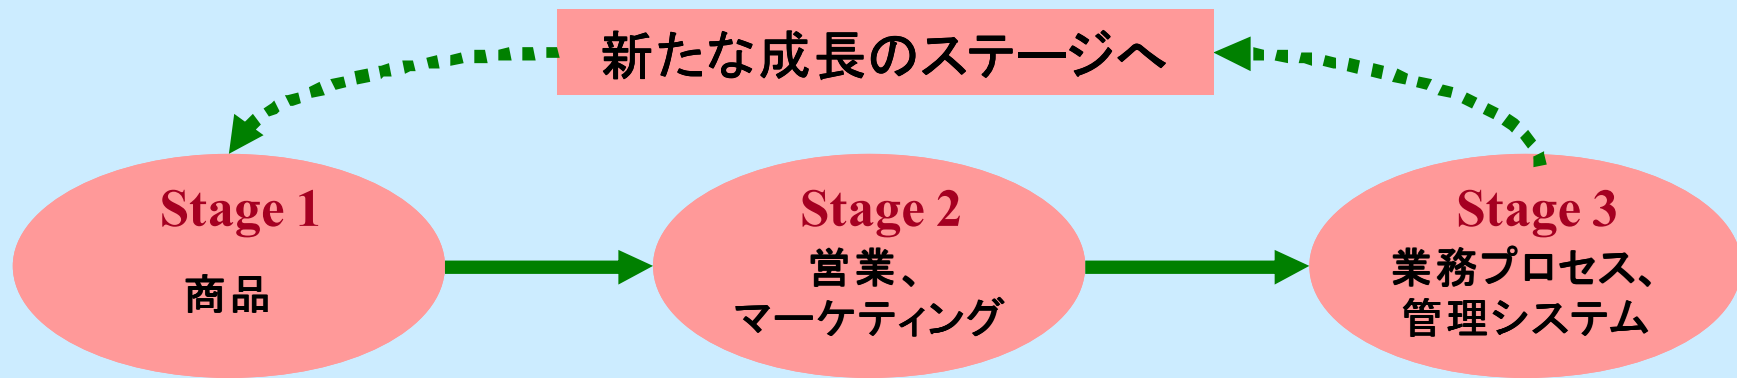 新たな成長のステージへ
Stage 1
商品
Stage 2
営業、
マーケティング
Stage 3
業務プロセス、
管理システム